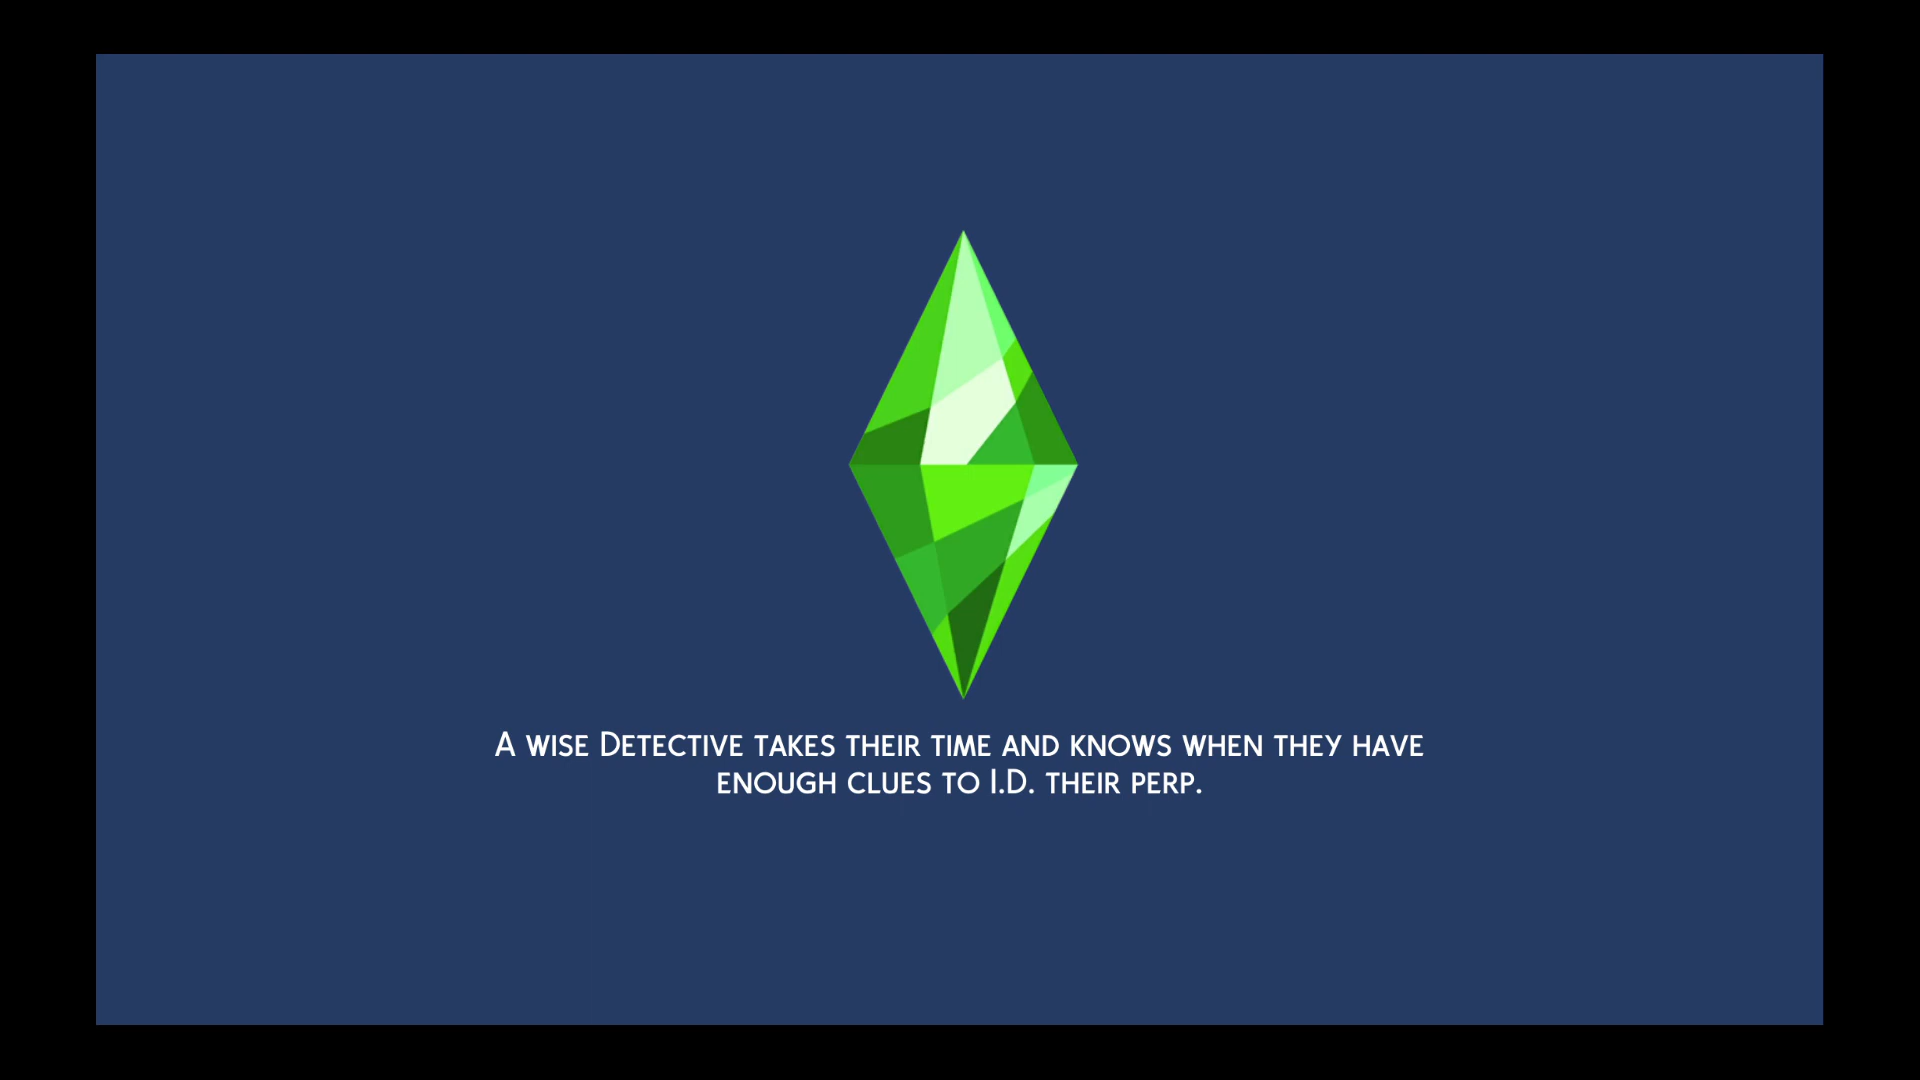 A wise Detective takes their time and knows when they have
enough clues to I.D. their perp.